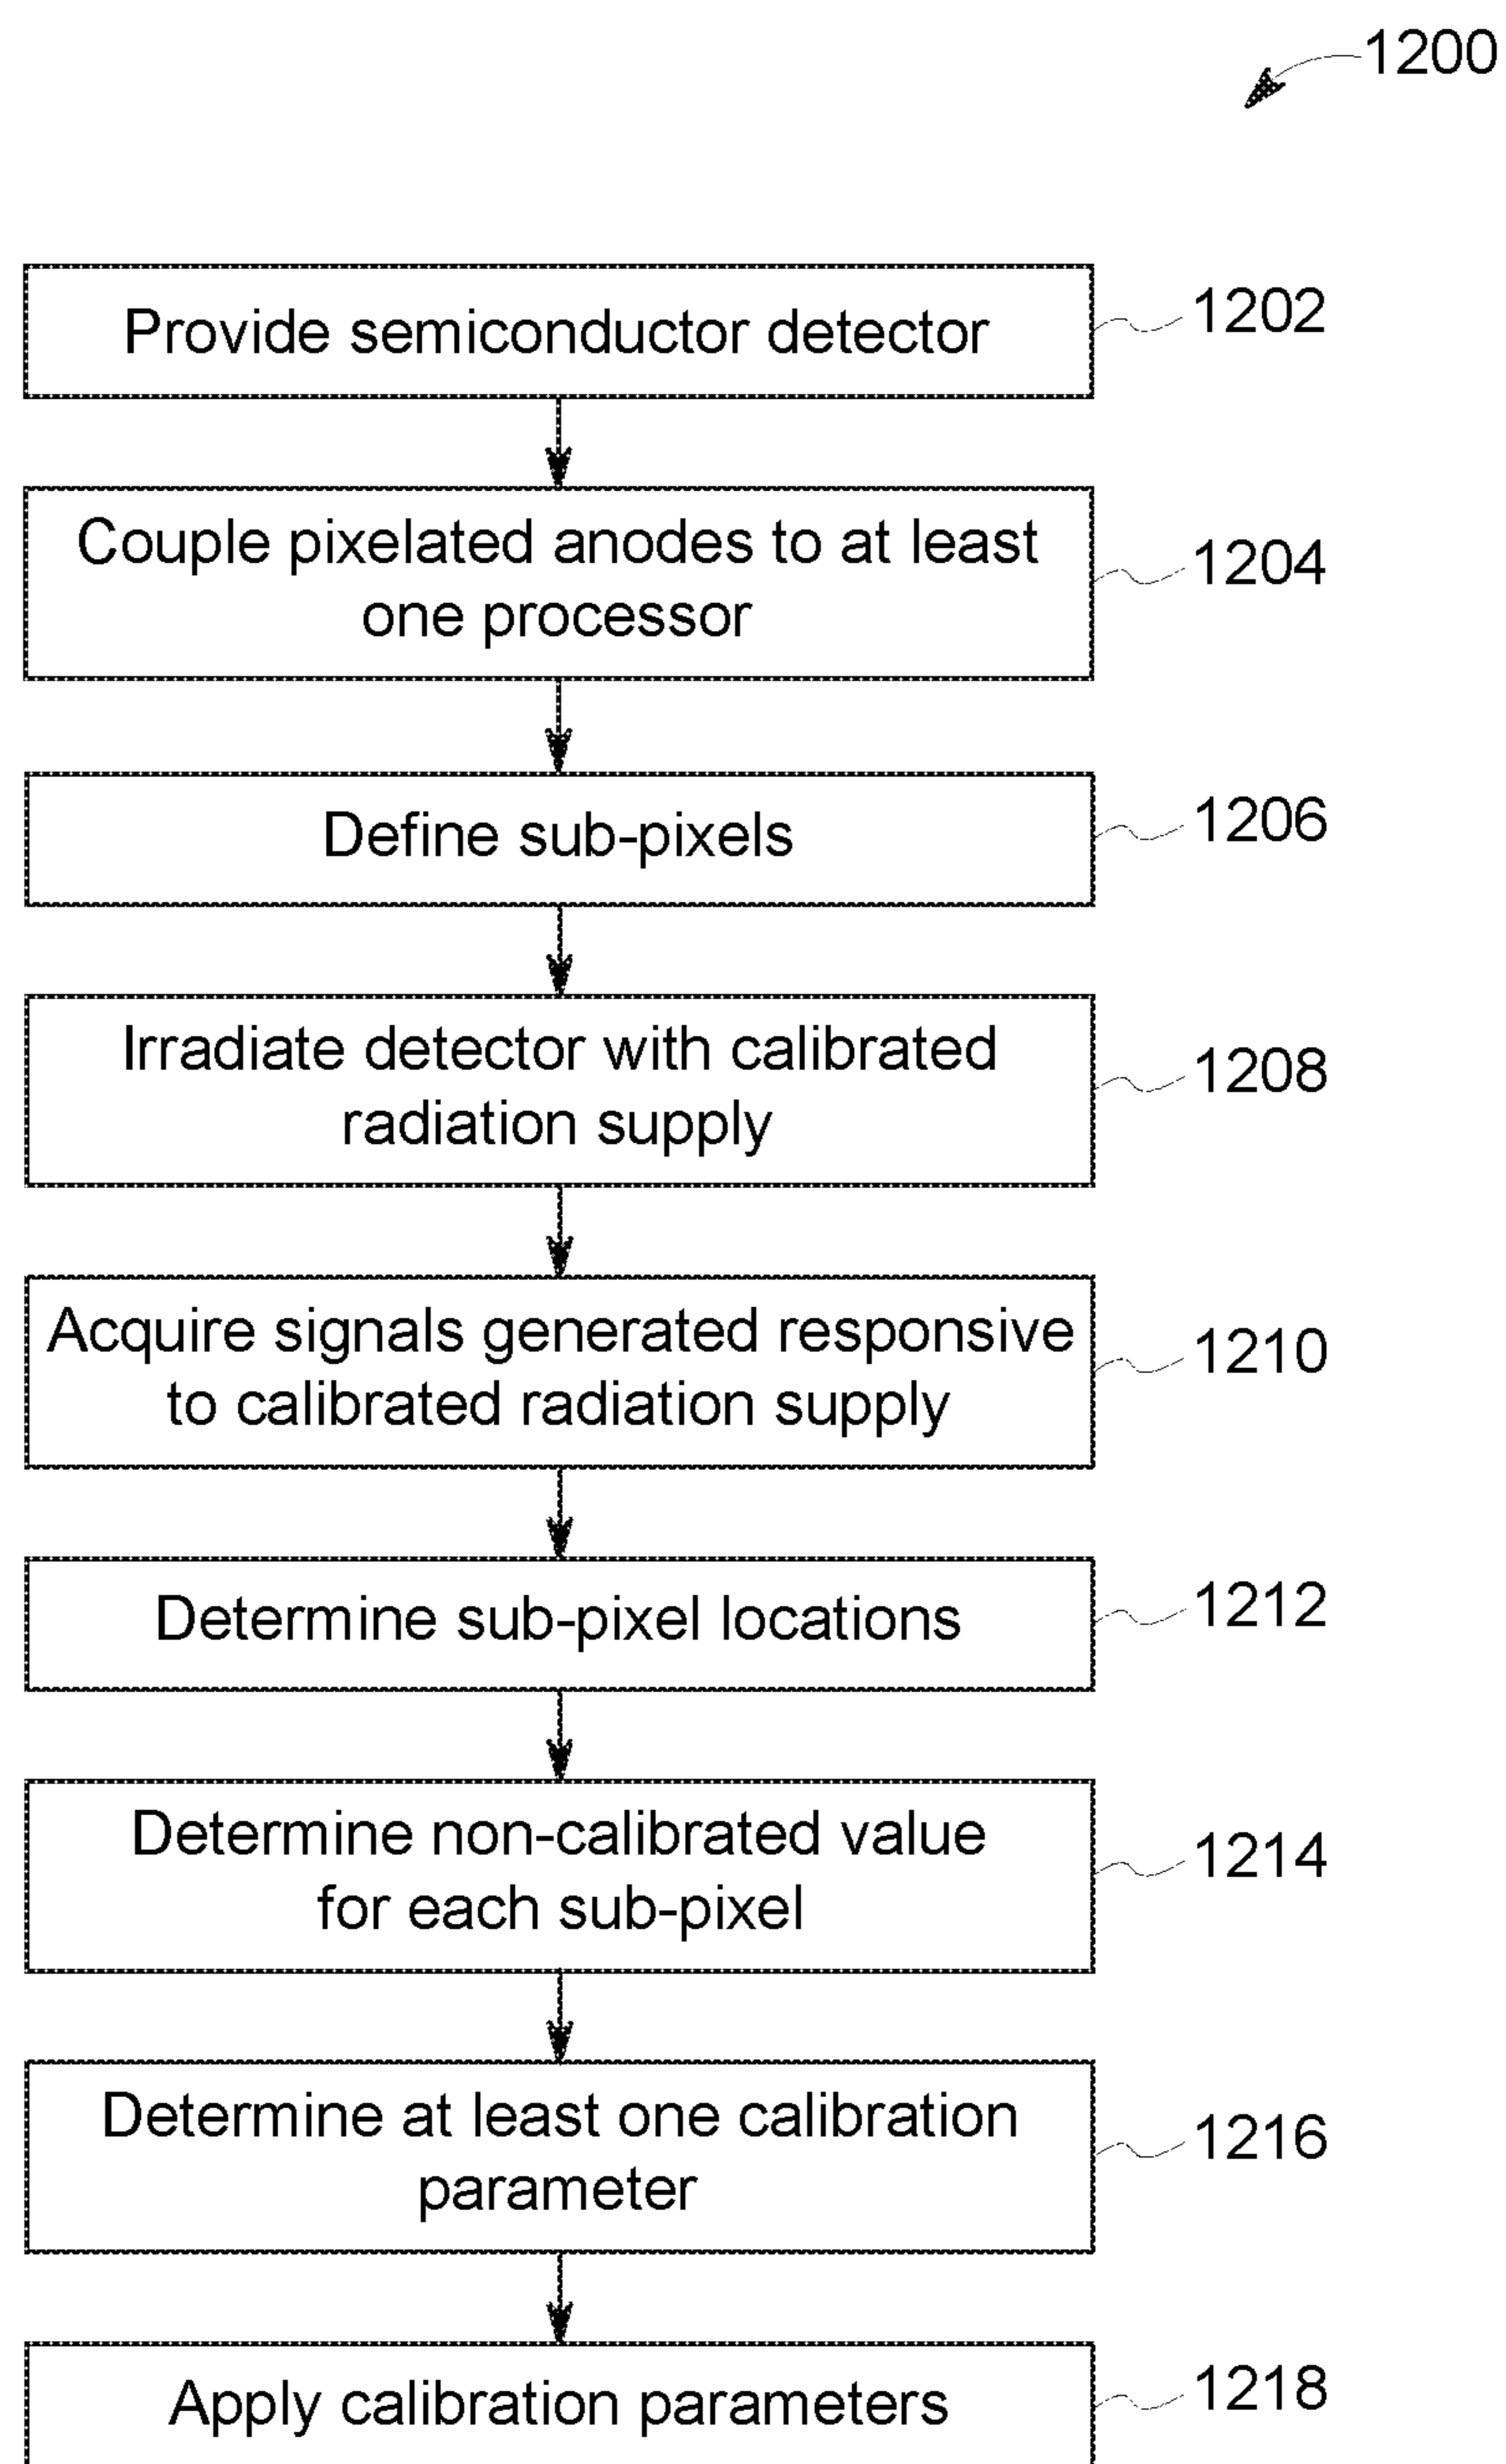 1200
Provide semiconductor detector
1202
Couple pixelated anodes to at least
one processor
1204
Define sub-pixels
1206
Irradiate detector with calibrated
radiation supply
1208
Acquire signals generated responsive
to calibrated radiation supply
1210
Determine sub-pixel locations
1212
Determine non-calibrated value
for each sub-pixel
1214
Determine at least one calibration
parameter
1216
Apply calibration parameters
1218